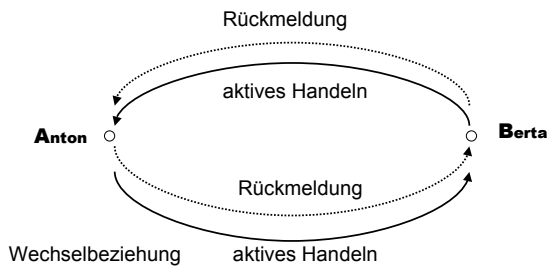 Rückmeldung
aktives Handeln
Anton
Berta
Rückmeldung
Wechselbeziehung aktives Handeln